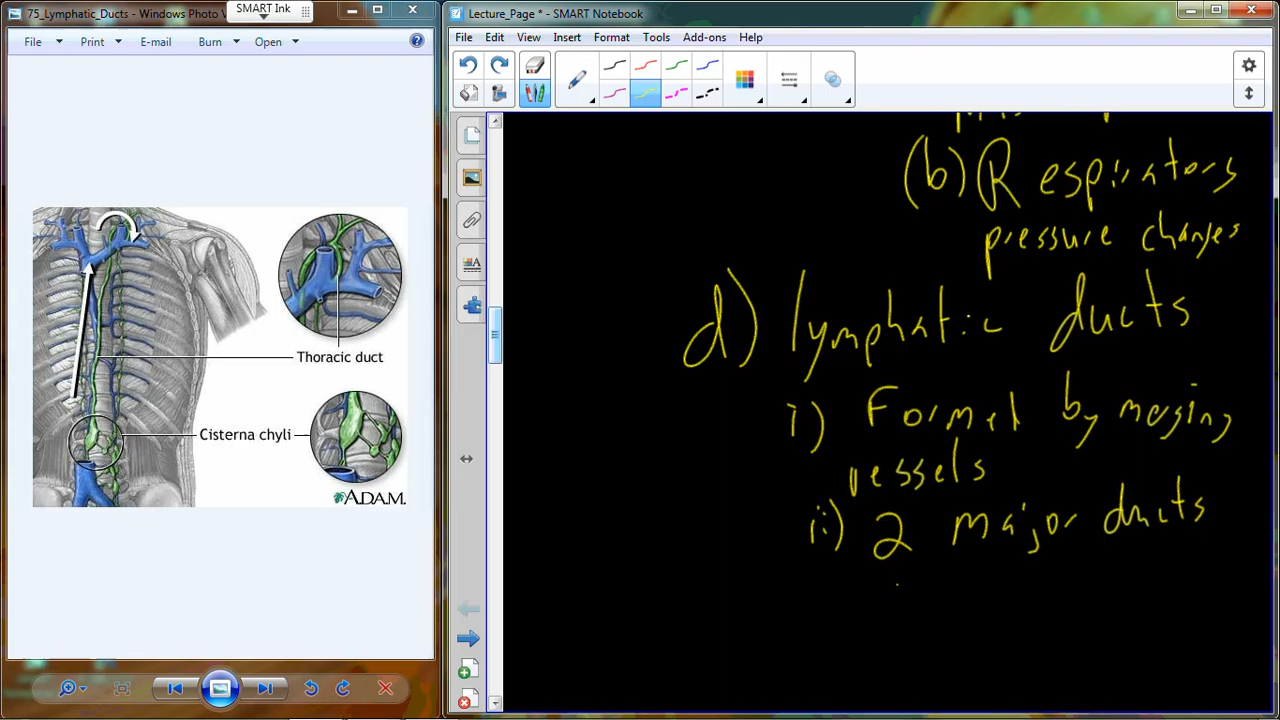 75_Lymphatic_Ducts - Windows Photo V
SMART Ink
File Print E-mail Burn Open
Thoracic duct
Cisterna chyli
A.D.A.M.
Lecture_Page * - SMART Notebook
File Edit View Insert Format Tools Add-ons Help
(b) Respiratory
pressure changes
d) lymphatic ducts
i) Formed by merging
vessels
ii) 2 major ducts